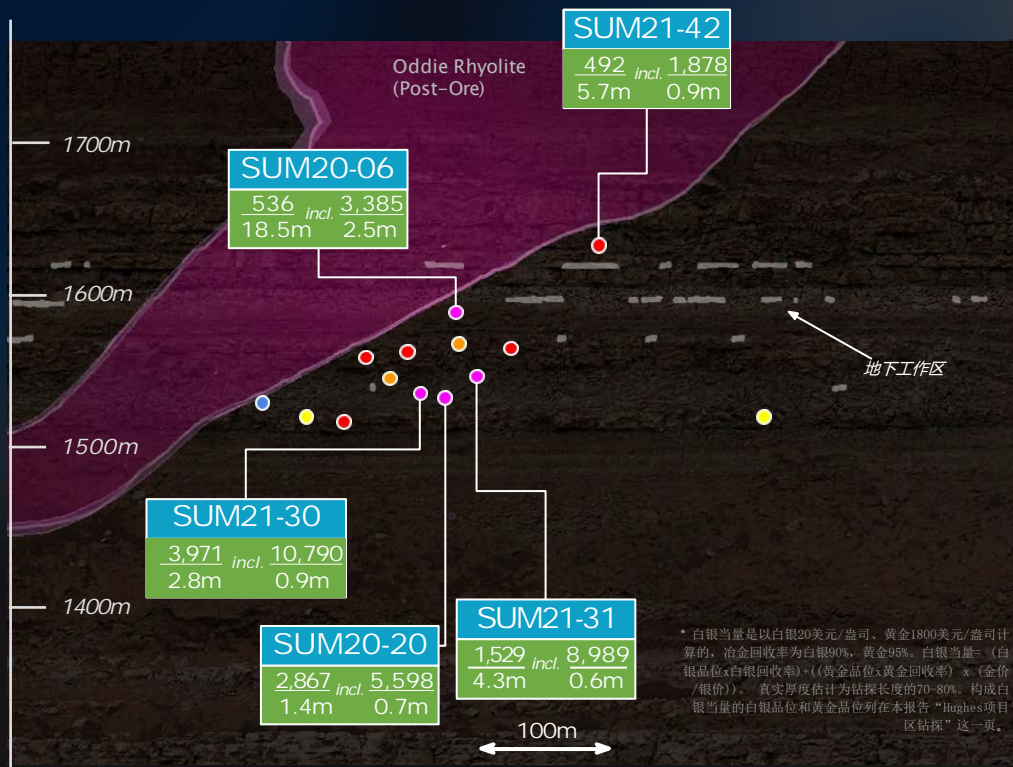 SUM21-42
492 incl. 1,878
5.7m 0.9m
Oddie Rhyolite
(Post-Ore)
1700m
SUM20-06
536 incl. 3,385
18.5m 2.5m
1600m
地下工作区
1500m
SUM21-30
3,971 incl. 10,790
2.8m 0.9m
1400m
SUM21-31
1,529 incl. 8,989
4.3m 0.6m
SUM20-20
2,867 incl. 5,598
1.4m 0.7m
* 白银当量是以白银20美元/盎司、黄金1800美元/盎司计
算的，冶金回收率为白银90%，黄金95%。白银当量= (白
银品位x白银回收率)+((黄金品位x黄金回收率) x (金价
/银价))。 真实厚度估计为钻探长度的70-80%。构成白
银当量的白银品位和黄金品位列在本报告“Hughes项目
区钻探”这一页。
100m